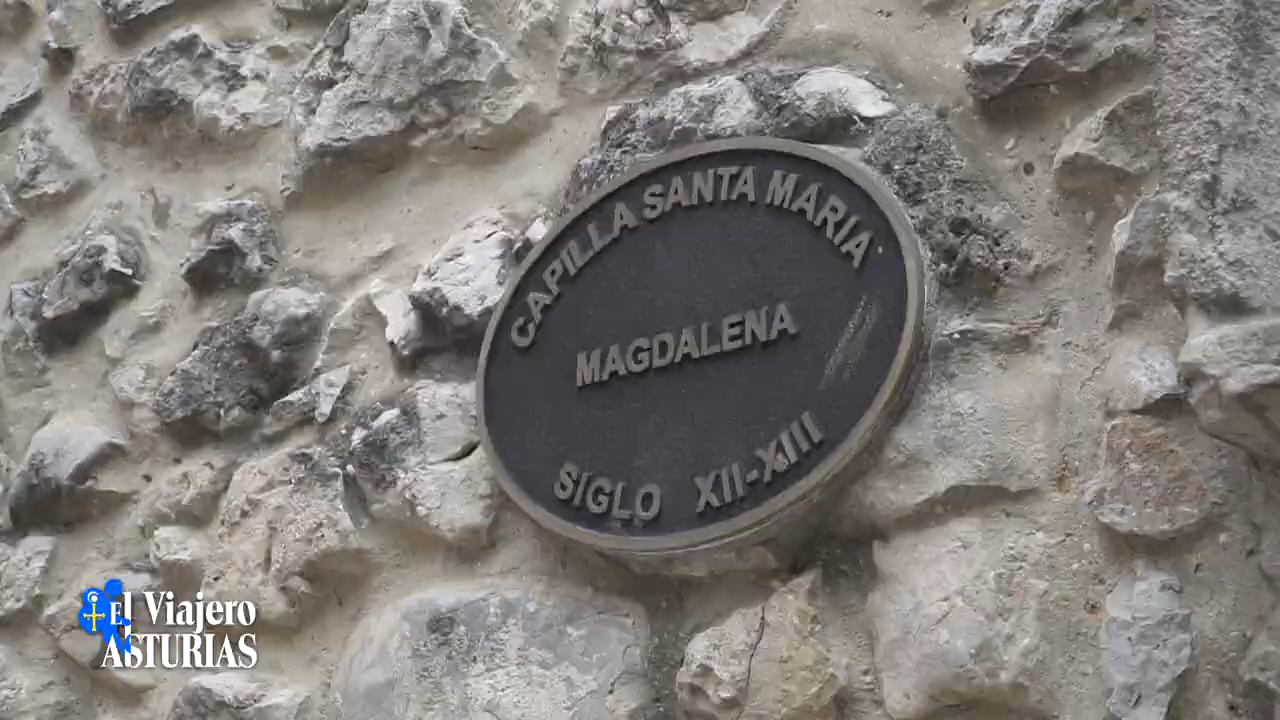 CAPILLA SANTA MARIA
MAGDALENA
SIGLO XII-XIII
El Viajero
ASTURIAS